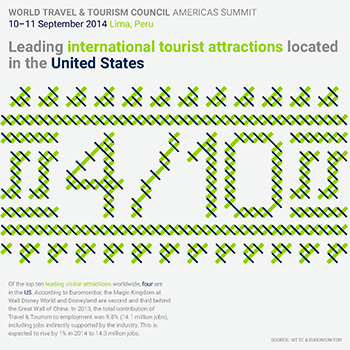 WORLD TRAVEL & TOURISM COUNCIL AMERICAS SUMMIT
10–11 September 2014 Lima, Peru
Leading international tourist attractions located
in the United States
4/10
Of the top ten leading visitor attractions worldwide, four are
in the US. According to Euromonitor, the Magic Kingdom at
Walt Disney World and Disneyland are second and third behind
the Great Wall of China. In 2013, the total contribution of
Travel & Tourism to employment was 9.8% (14.1 million jobs),
including jobs indirectly supported by the industry. This is
expected to rise by 1% in 2014 to 14.3 million jobs.
SOURCE: WTTC & EUROMONITOR